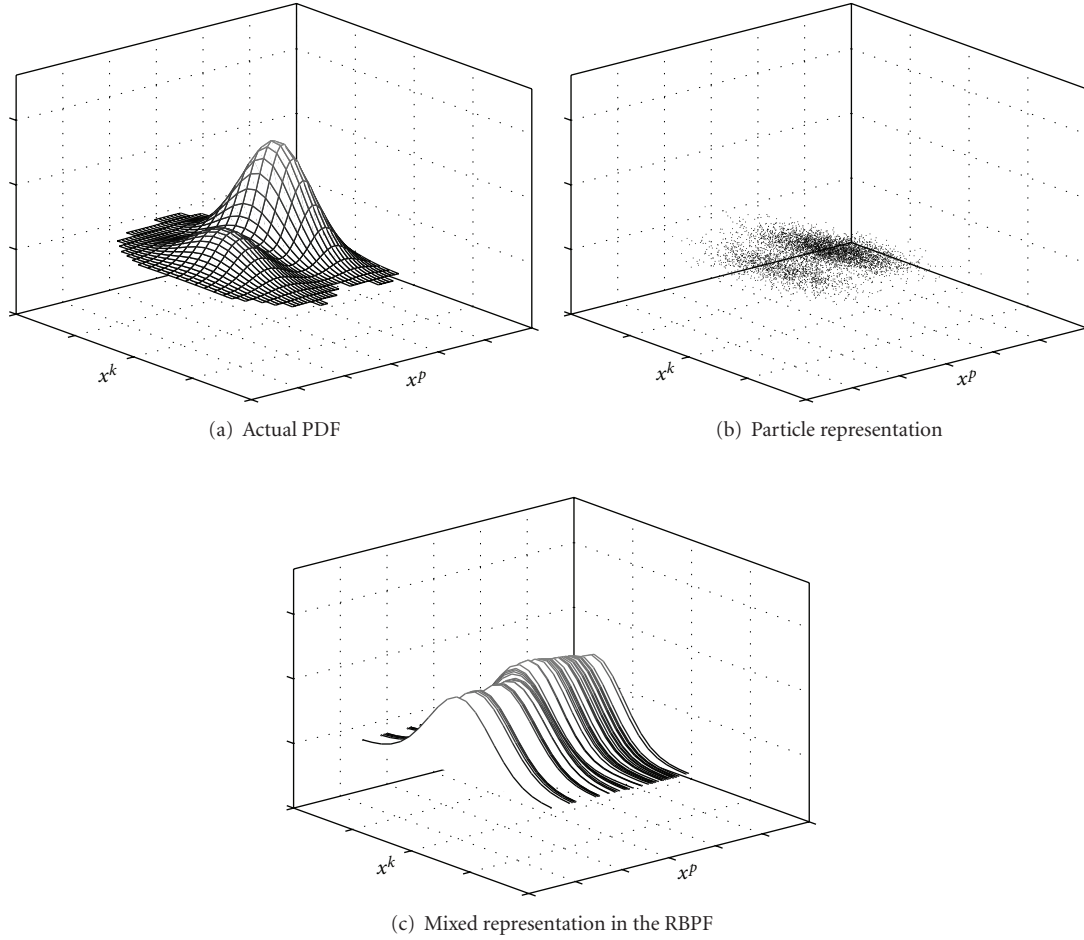 x^k
x^p
(a) Actual PDF
x^k
x^p
(b) Particle representation
x^k
x^p
(c) Mixed representation in the RBPF